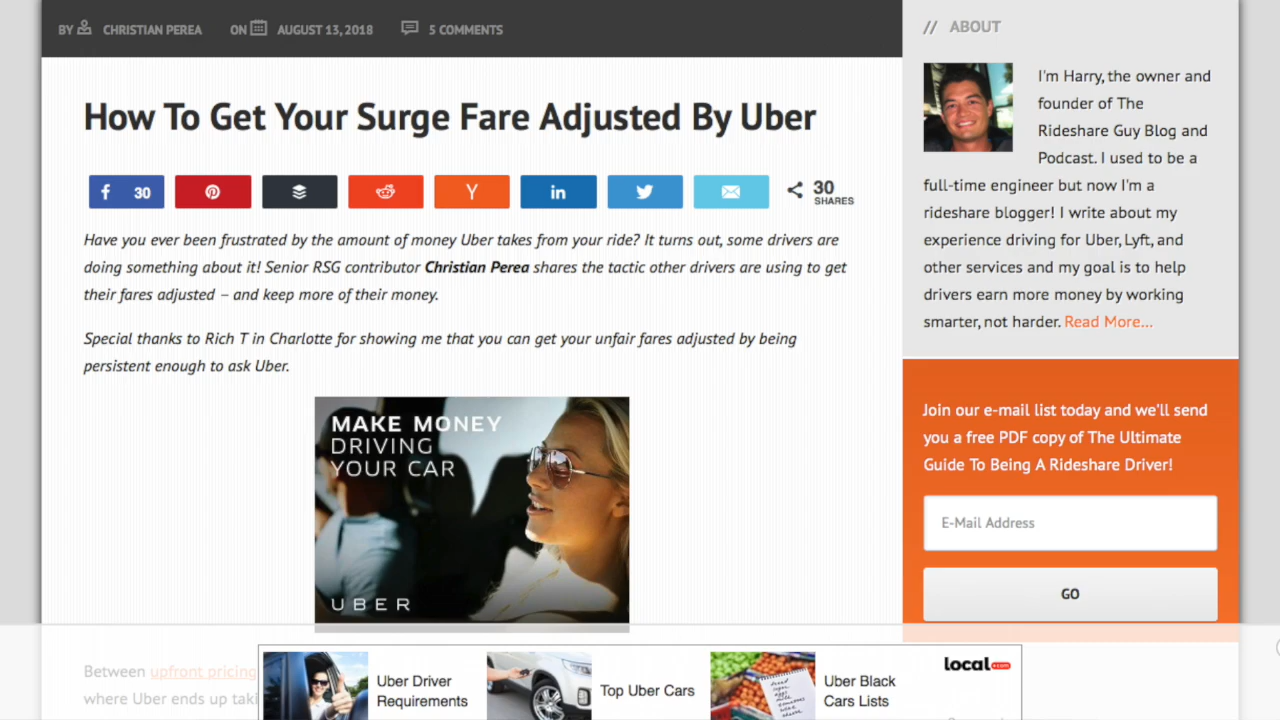 BY CHRISTIAN PEREA ON AUGUST 13, 2018 5 COMMENTS
How To Get Your Surge Fare Adjusted By Uber
30
30
SHARES
Have you ever been frustrated by the amount of money Uber takes from your ride? It turns out, some drivers are
doing something about it! Senior RSG contributor Christian Perea shares the tactic other drivers are using to get
their fares adjusted – and keep more of their money.
Special thanks to Rich T in Charlotte for showing me that you can get your unfair fares adjusted by being
persistent enough to ask Uber.
MAKE MONEY
DRIVING
YOUR CAR
UBER
Between upfront pricing
where Uber ends up taki
// ABOUT
I'm Harry, the owner and
founder of The
Rideshare Guy Blog and
Podcast. I used to be a
full-time engineer but now I'm a
rideshare blogger! I write about my
experience driving for Uber, Lyft, and
other services and my goal is to help
drivers earn more money by working
smarter, not harder. Read More...
Join our e-mail list today and we'll send
you a free PDF copy of The Ultimate
Guide To Being A Rideshare Driver!
E-Mail Address
GO
Uber Driver
Requirements
Top Uber Cars
Uber Black
Cars Lists
local.com